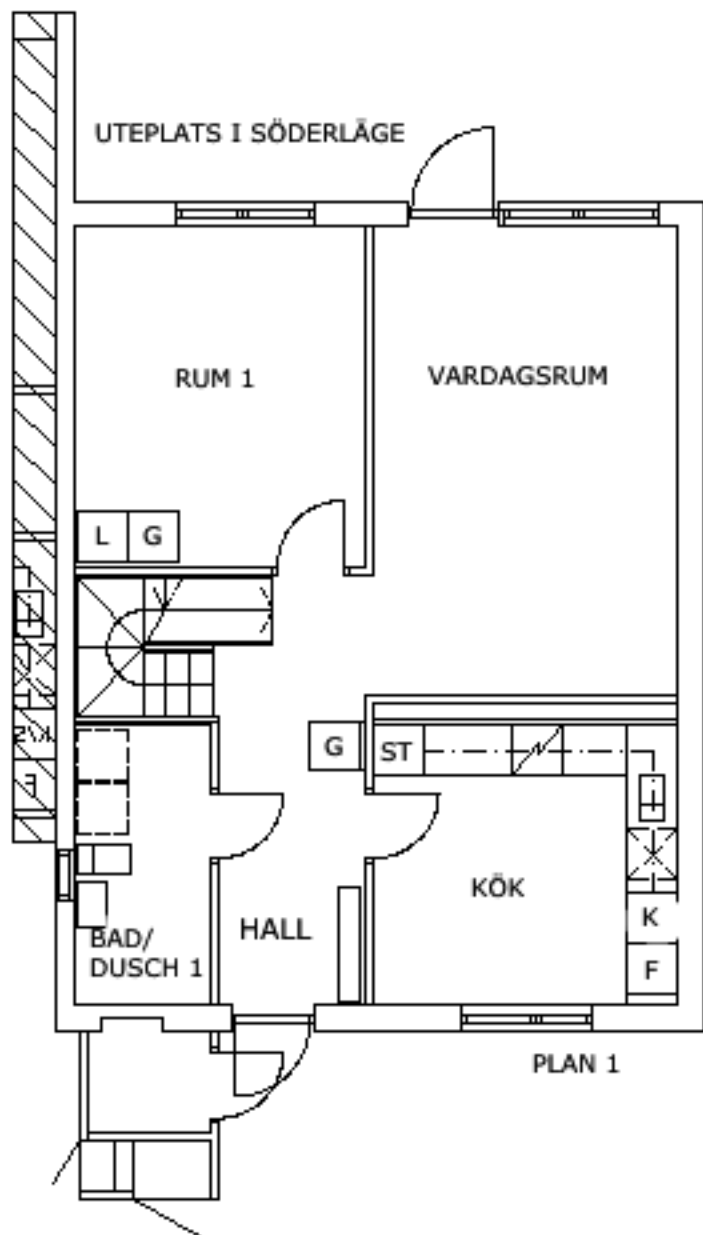 UTEPLATS I SÖDERLÄGE
RUM 1
VARDAGSRUM
L G
G
ST
KÖK
K
F
HALL
BAD/
DUSCH 1
PLAN 1